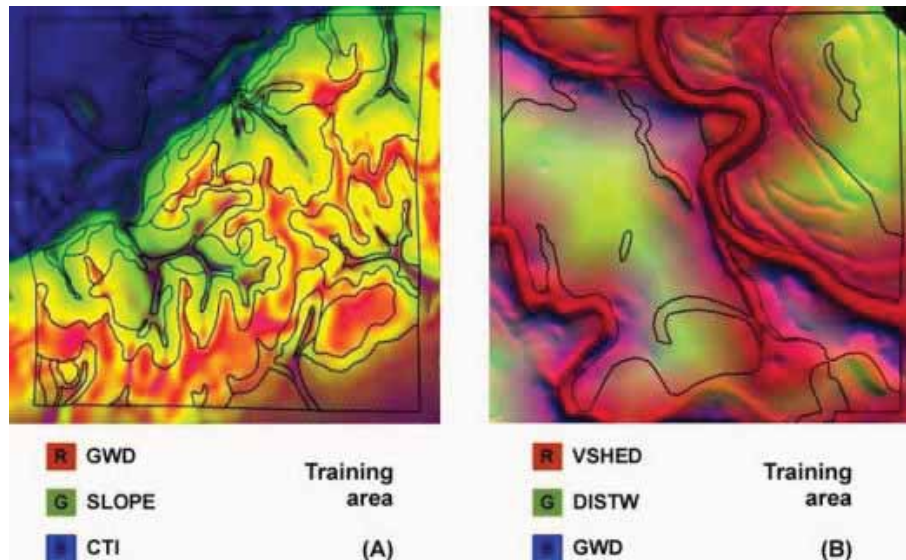 R GWD
G SLOPE
CTI
Training
area
(A)
R VSHED
G DISTW
GWD
Training
area
(B)